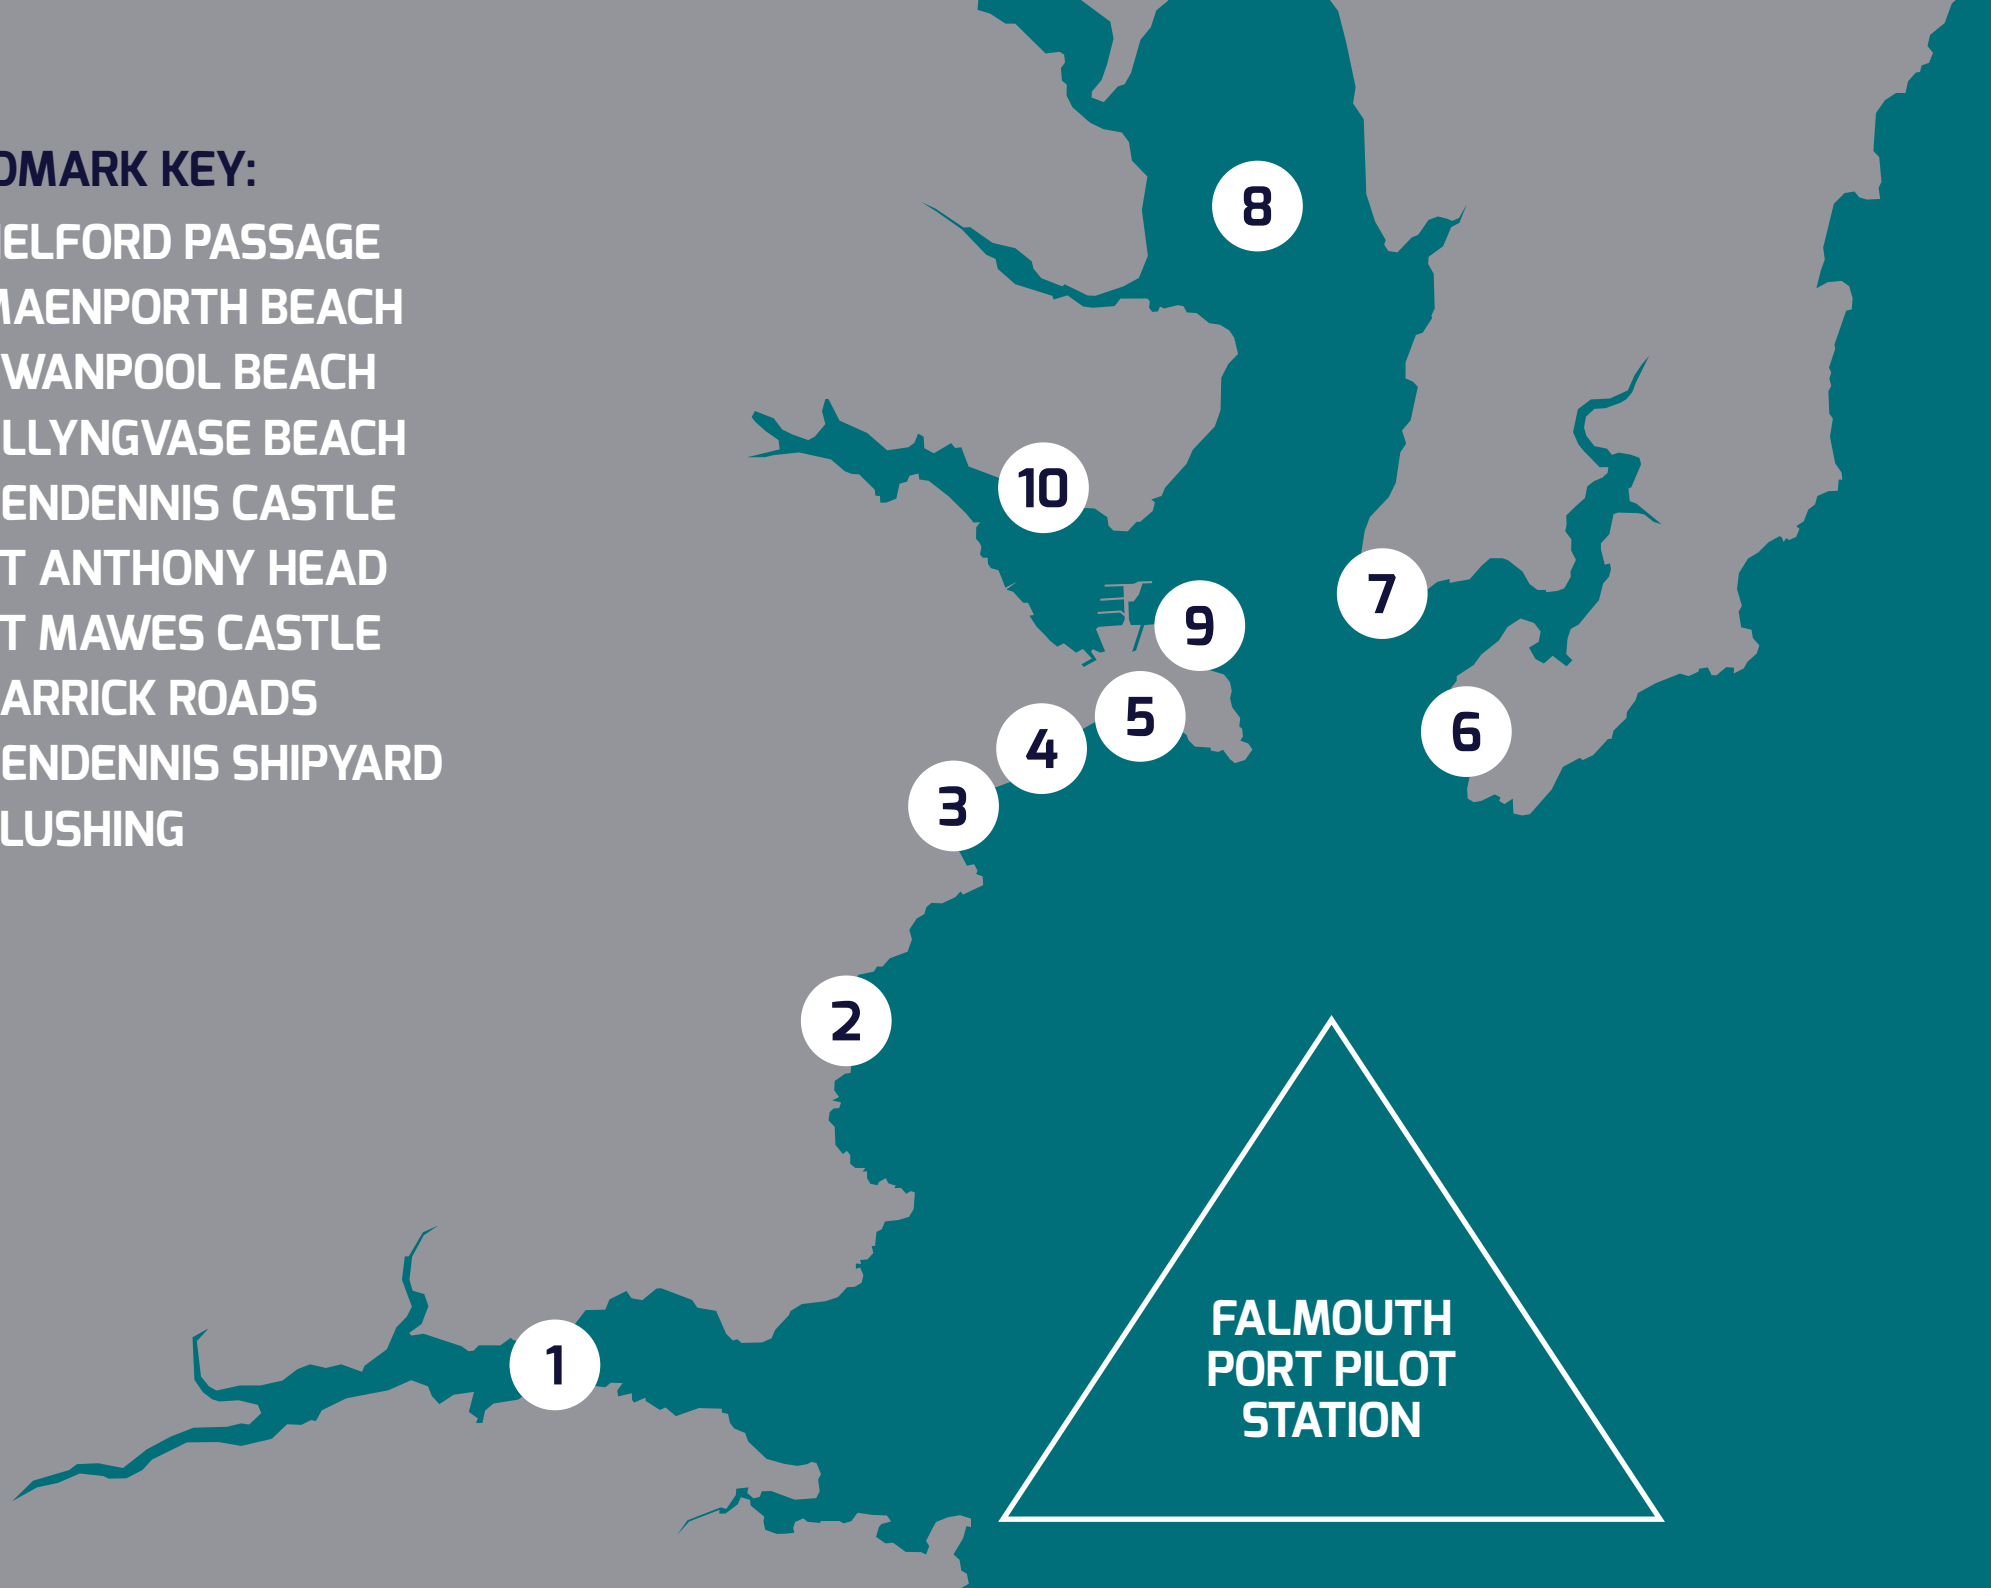 DMARK KEY:
ELFORD PASSAGE
MAENPORTH BEACH
WANPOOL BEACH
LLYNGVASE BEACH
ENDENNIS CASTLE
T ANTHONY HEAD
T MAWES CASTLE
ARRICK ROADS
ENDENNIS SHIPYARD
LUSHING
8
10
9
7
5
6
4
3
2
1
FALMOUTH
PORT PILOT
STATION